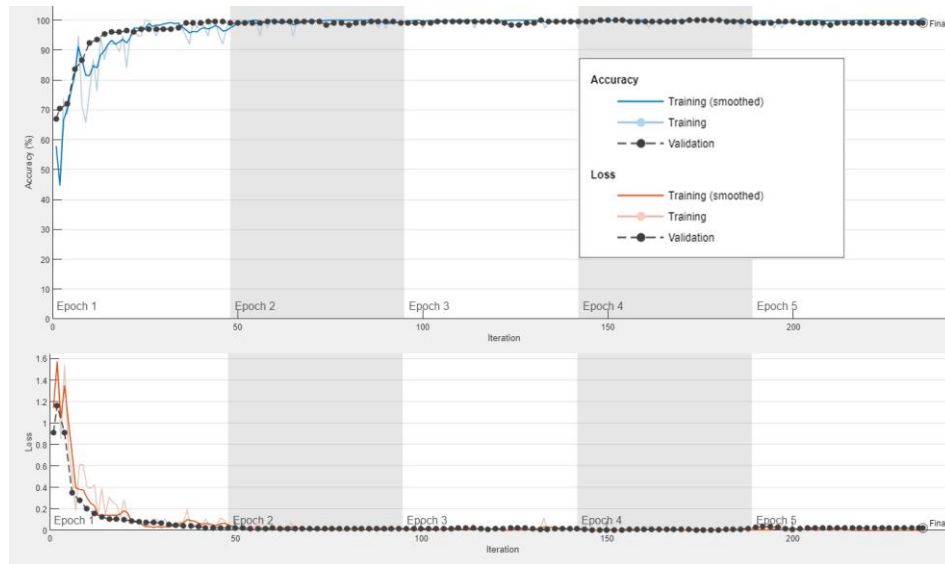 100
90
80
70
60
50
40
30
20
10
0
Accuracy (%)
Final
Accuracy
Training (smoothed)
Training
Validation
Loss
Training (smoothed)
Training
Validation
Epoch 1 Epoch 2 Epoch 3 Epoch 4 Epoch 5
0 50 100 150 200
Iteration
1.6
1.4
1.2
1
0.8
0.6
0.4
0.2
0
Loss
Epoch 1 Epoch 2 Epoch 3 Epoch 4 Epoch 5
Fina
0 50 100 150 200
Iteration